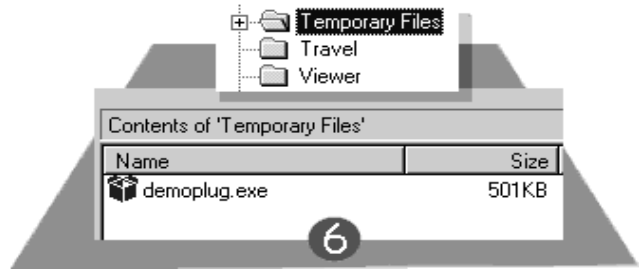 Temporary Files
Travel
Viewer
Contents of 'Temporary Files'
Name Size
demoplug.exe 501KB
6